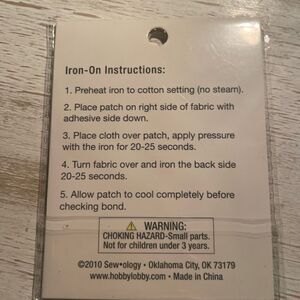 Iron-On Instructions:
1. Preheat iron to cotton setting (no steam).
2. Place patch on right side of fabric with
adhesive side down.
3. Place cloth over patch, apply pressure
with the iron for 20-25 seconds.
4. Turn fabric over and iron the back side
20-25 seconds.
5. Allow patch to cool completely before
checking bond.
⚠ WARNING:
CHOKING HAZARD-Small parts.
Not for children under 3 years.
©2010 Sew•ology • Oklahoma City, OK 73179
www.hobbylobby.com • Made in China